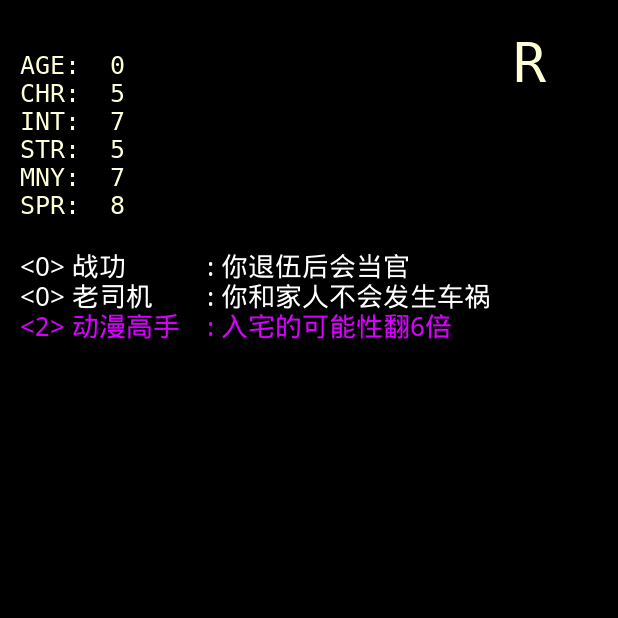 R
AGE: 0
CHR: 5
INT: 7
STR: 5
MNY: 7
SPR: 8
<O> 战功 : 你退伍后会当官
<O> 老司机 : 你和家人不会发生车祸
<2> 动漫高手 : 入宅的可能性翻6倍